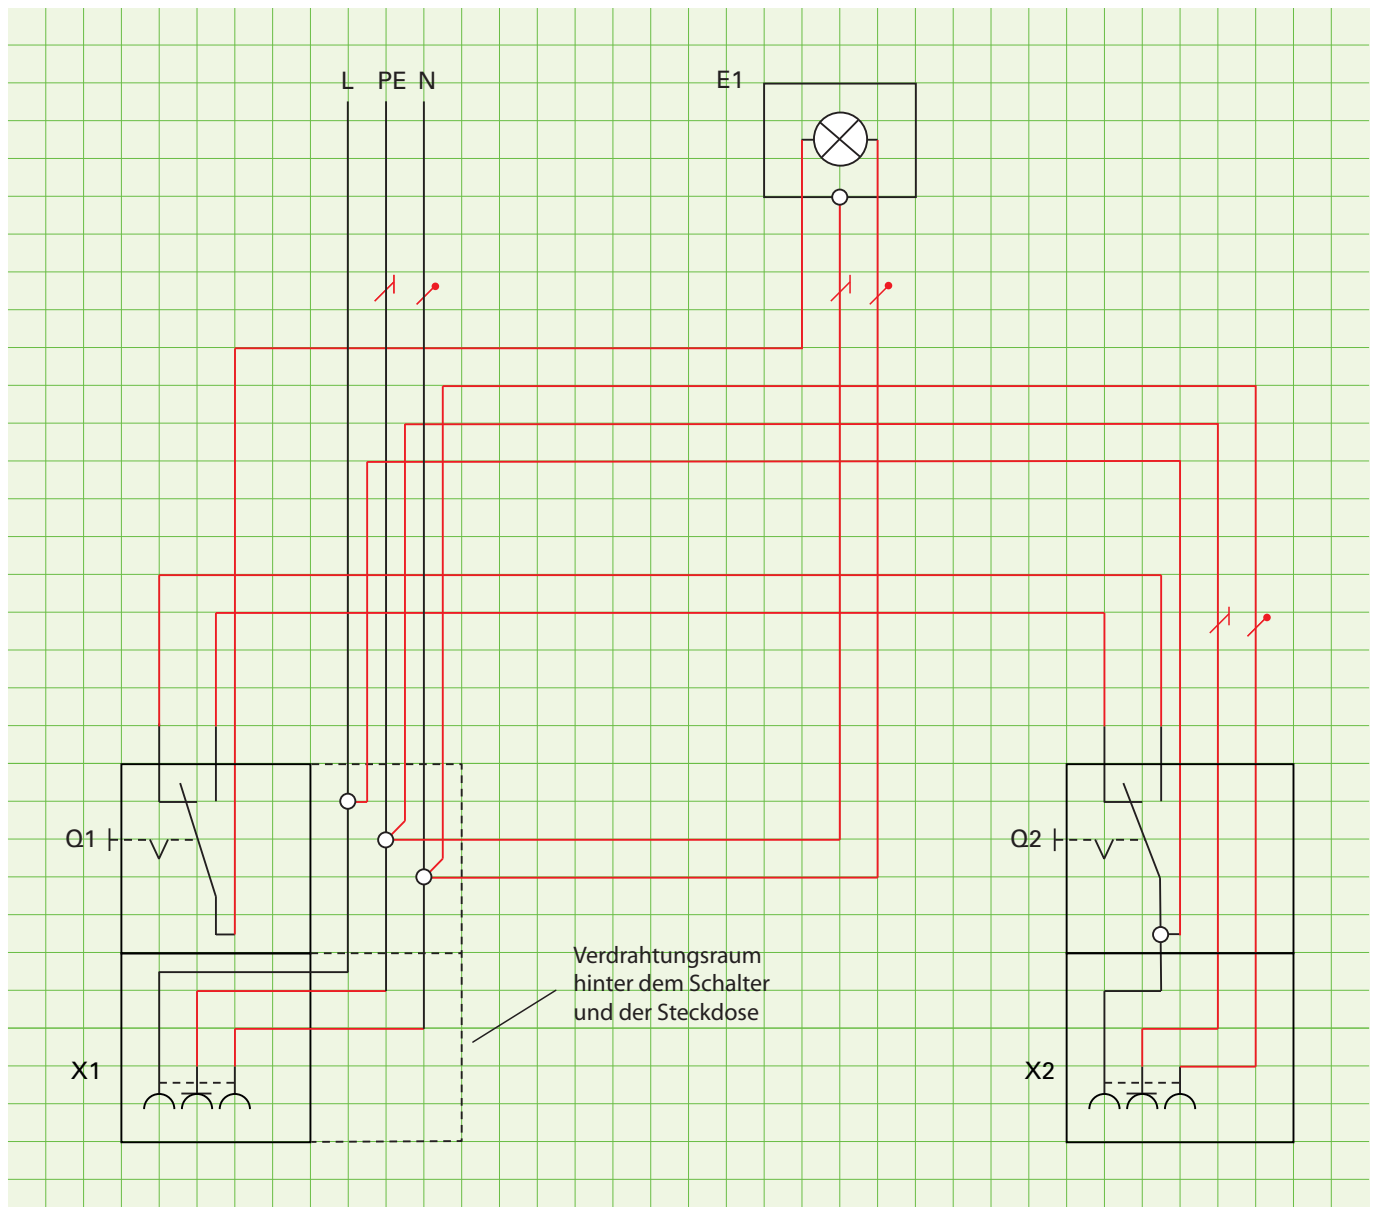 L PE N
E1
Q1
Q2
Verdrahtungsraum
hinter dem Schalter
und der Steckdose
X1
X2